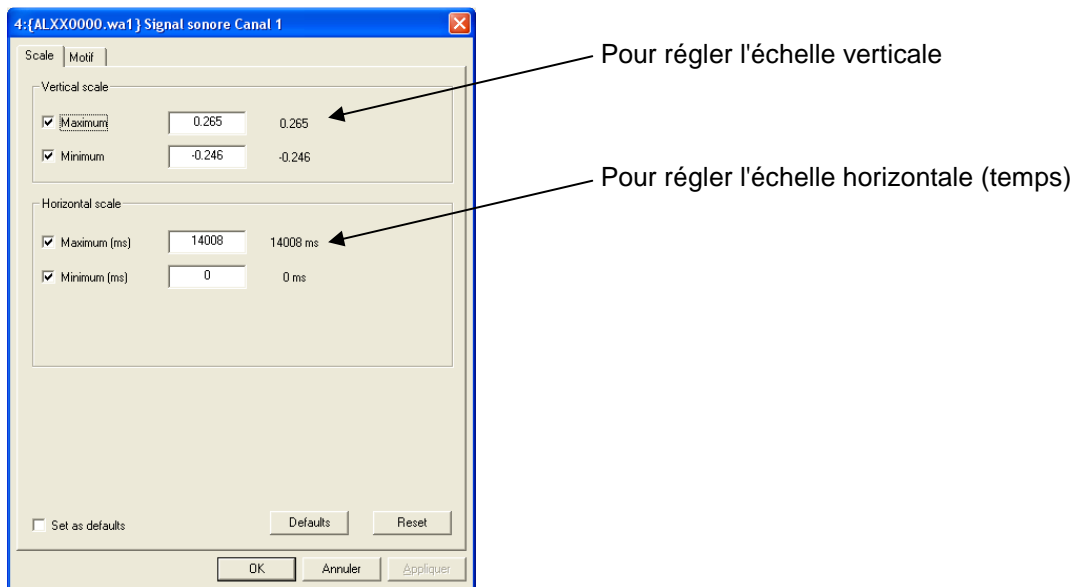 4:{ALXX0000.wa1} Signal sonore Canal 1
Scale Motif
Vertical scale
Maximum 0.265 0.265
Minimum -0.246 -0.246
Horizontal scale
Maximum (ms) 14008 14008 ms
Minimum (ms) 0 0 ms
Set as defaults Defaults Reset
OK Annuler Appliquer
Pour régler l'échelle verticale
Pour régler l'échelle horizontale (temps)